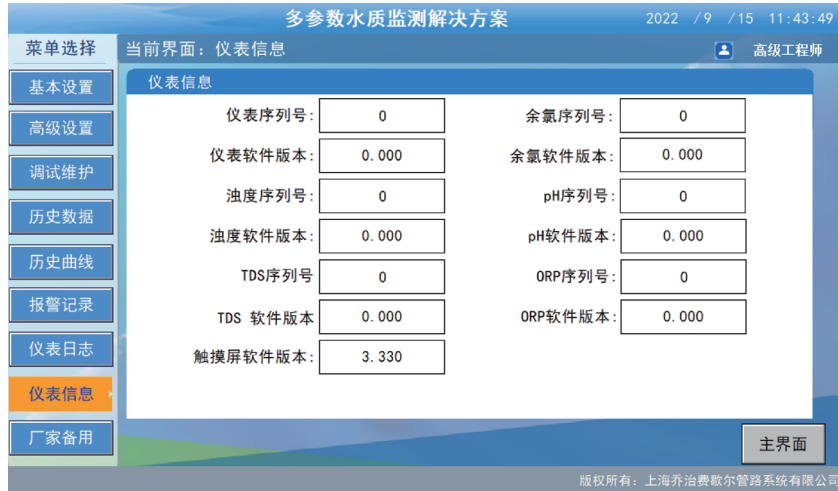 多参数水质监测解决方案 2022 /9 /15 11:43:49
菜单选择 当前界面：仪表信息 高级工程师
基本设置
高级设置
调试维护
历史数据
历史曲线
报警记录
仪表日志
仪表信息
厂家备用
仪表信息
仪表序列号: 0 余氯序列号: 0
仪表软件版本: 0.000 余氯软件版本: 0.000
浊度序列号: 0 pH序列号: 0
浊度软件版本: 0.000 pH软件版本: 0.000
TDS序列号 0 ORP序列号: 0
TDS 软件版本 0.000 ORP软件版本: 0.000
触摸屏软件版本: 3.330
主界面
版权所有：上海乔治费歇尔管路系统有限公司